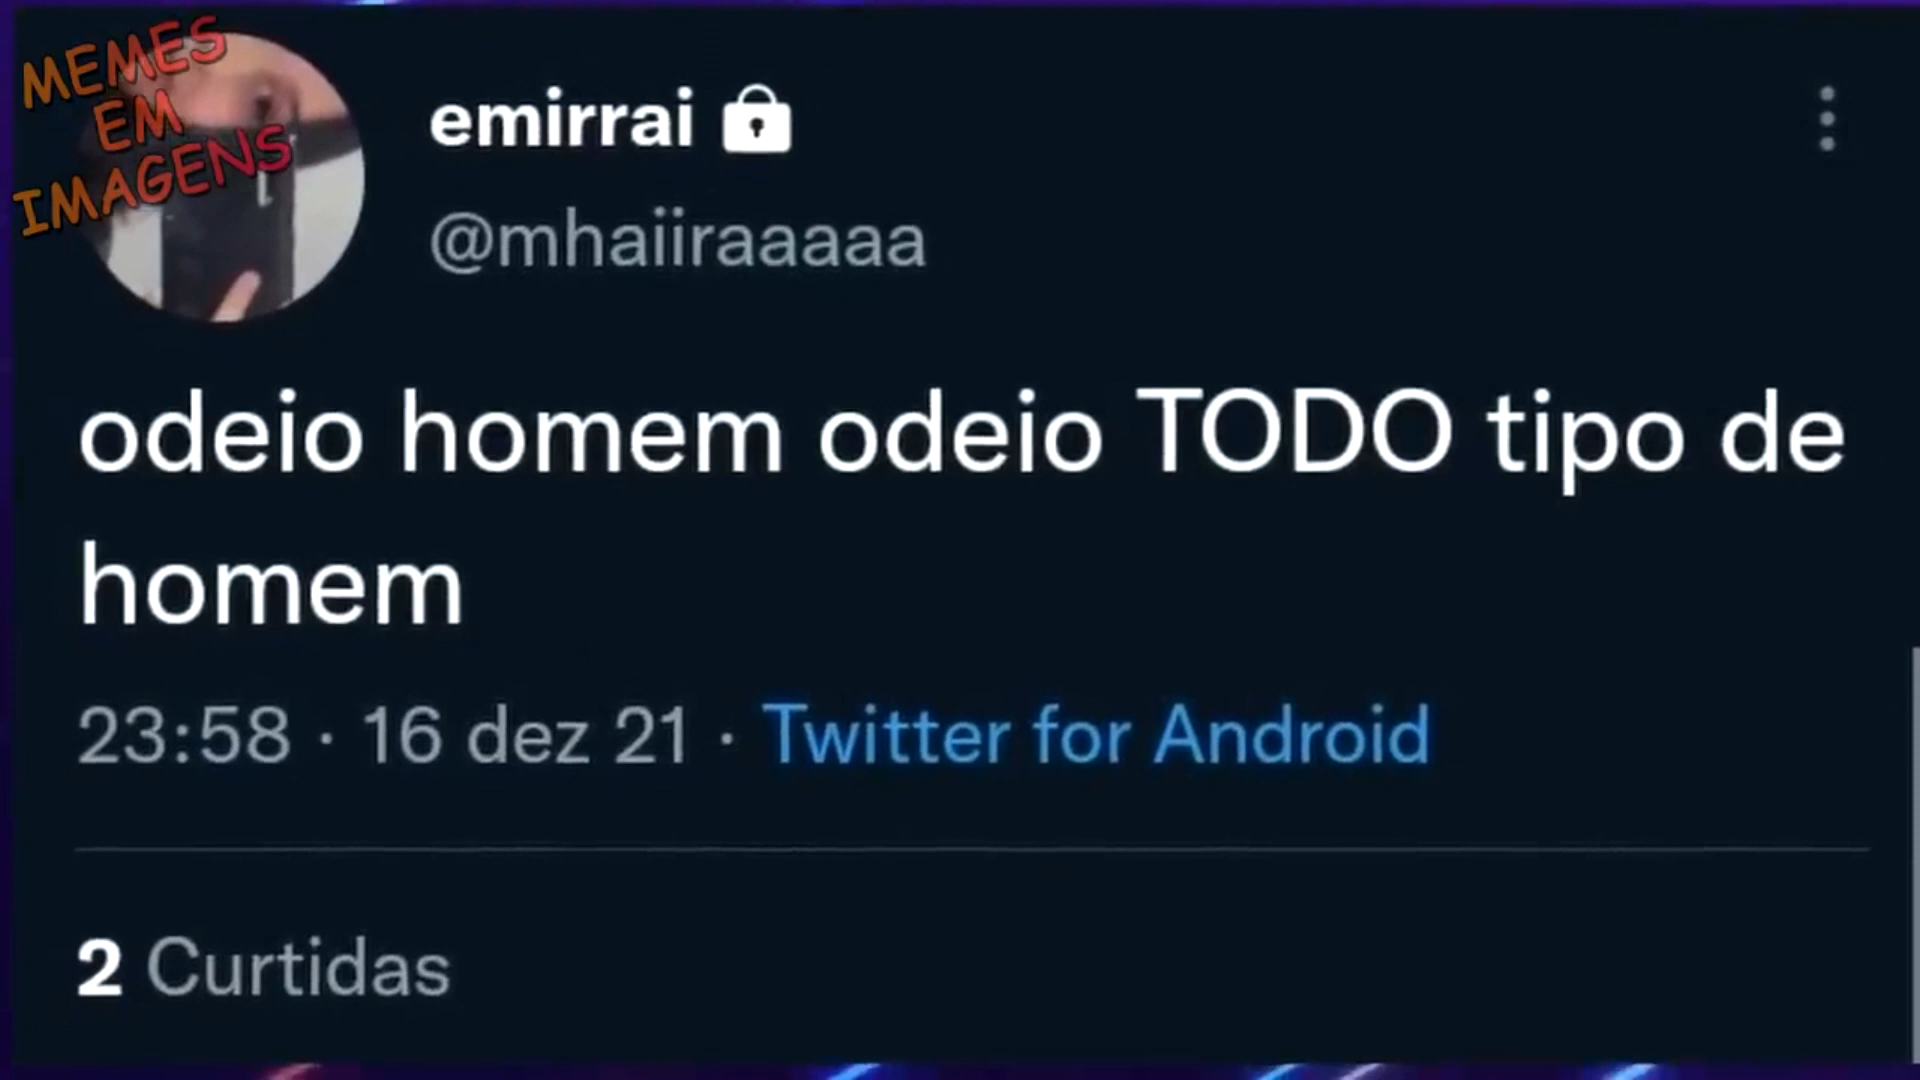 MEMES
EM
IMAGENS
emirrai
@mhaiiraaaaa
odeio homem odeio TODO tipo de
homem
23:58 · 16 dez 21 · Twitter for Android
2 Curtidas